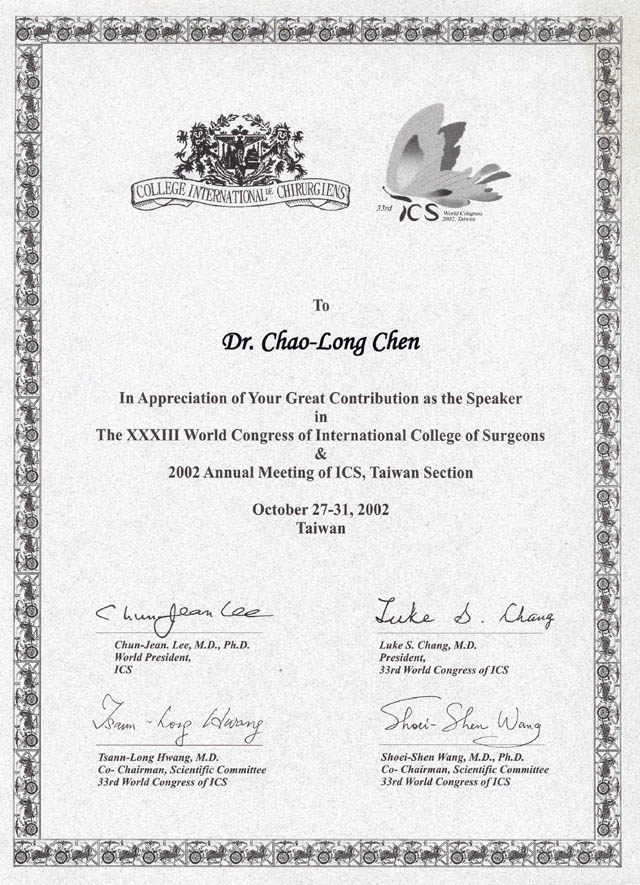 COLLEGE INTERNATIONAL DE CHIRURGIENS
33rd ICS World Congress
2002, Taiwan
To
Dr. Chao-Long Chen
In Appreciation of Your Great Contribution as the Speaker
in
The XXXIII World Congress of International College of Surgeons
&
2002 Annual Meeting of ICS, Taiwan Section
October 27-31, 2002
Taiwan
Chun-Jean Lee
Luke S. Chang
Chun-Jean. Lee, M.D., Ph.D.
World President,
ICS
Luke S. Chang, M.D.
President,
33rd World Congress of ICS
Tsann-Long Hwang
Shoei-Shen Wang
Tsann-Long Hwang, M.D.
Co- Chairman, Scientific Committee
33rd World Congress of ICS
Shoei-Shen Wang, M.D., Ph.D.
Co- Chairman, Scientific Committee
33rd World Congress of ICS